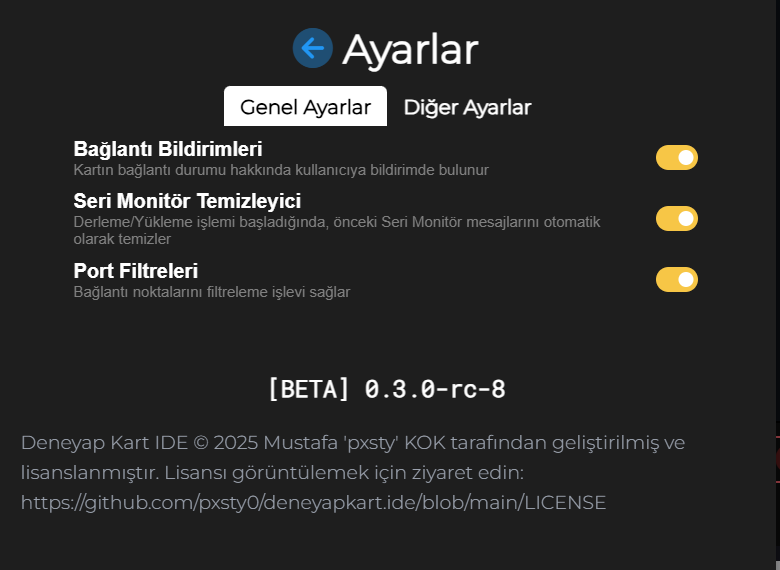 Ayarlar
Genel Ayarlar Diğer Ayarlar
Bağlantı Bildirimleri
Kartın bağlantı durumu hakkında kullanıcıya bildirimde bulunur
Seri Monitör Temizleyici
Derleme/Yükleme işlemi başladığında, önceki Seri Monitör mesajlarını otomatik
olarak temizler
Port Filtreleri
Bağlantı noktalarını filtreleme işlevi sağlar
[BETA] 0.3.0-rc-8
Deneyap Kart IDE © 2025 Mustafa 'pxsty' KOK tarafından geliştirilmiş ve
lisanslanmıştır. Lisansı görüntülemek için ziyaret edin:
https://github.com/pxsty0/deneyapkart.ide/blob/main/LICENSE